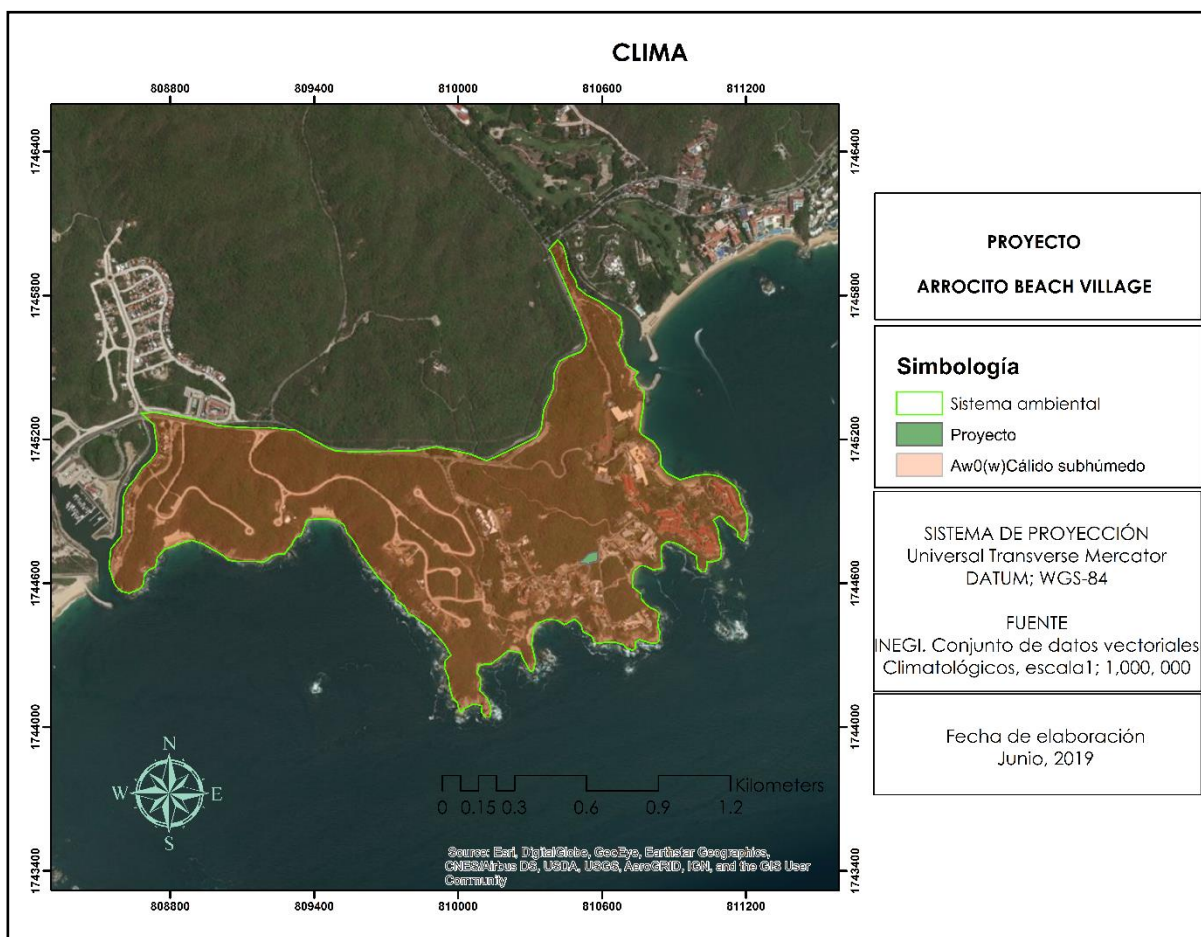 CLIMA
808800 809400 810000 810600 811200
1746400 1746400
1745800 1745800
1745200 1745200
1744600 1744600
1744000 1744000
1743400 1743400
808800 809400 810000 810600 811200
N
W E
S
Kilometers
0 0.15 0.3 0.6 0.9 1.2
Source: Esri, DigitalGlobe, GeoEye, Earthstar Geographics,
CNES/Airbus DS, USDA, USGS, AeroGRID, IGN, and the GIS User
Community
PROYECTO
ARROCITO BEACH VILLAGE
Simbología
Sistema ambiental
Proyecto
Aw0(w)Cálido subhúmedo
SISTEMA DE PROYECCIÓN
Universal Transverse Mercator
DATUM; WGS-84
FUENTE
INEGI. Conjunto de datos vectoriales
Climatológicos, escala1; 1,000, 000
Fecha de elaboración
Junio, 2019